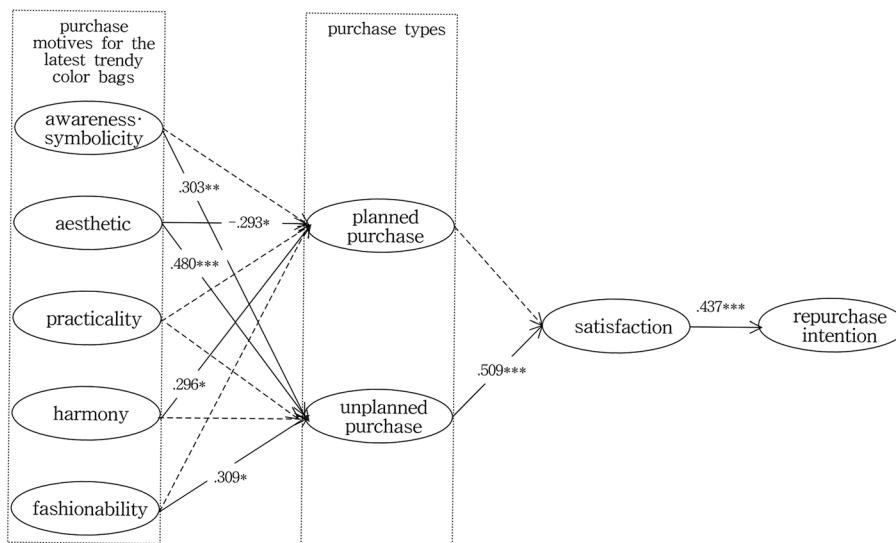 purchase
motives for the
latest trendy
color bags
purchase types
awareness·
symbolicity
.303**
aesthetic
-.293*
planned
purchase
.480***
practicality
satisfaction
.437***
repurchase
intention
.296*
.509***
harmony
unplanned
purchase
.309*
fashionability